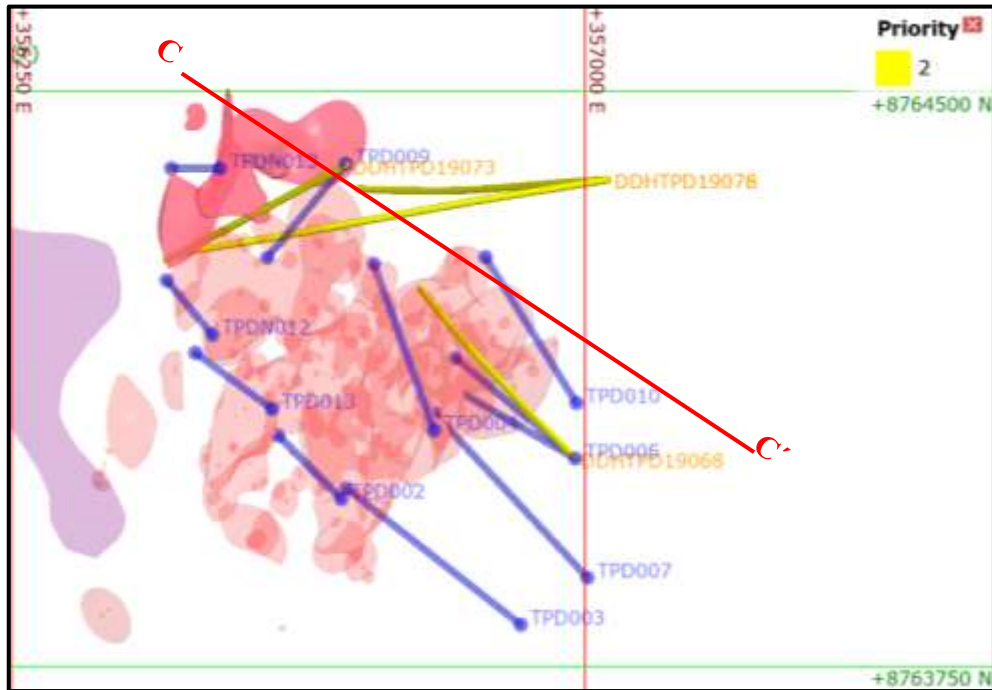 C
Priority
2
+356250 E
+357000 E
+8764500 N
TPDN013
TPD009
DDHTPD19073
DDHTPD19078
TPDN012
TPD013
TPD010
TPD004
TPD006
DDHTPD19068
C'
TPD002
TPD007
TPD003
+8763750 N